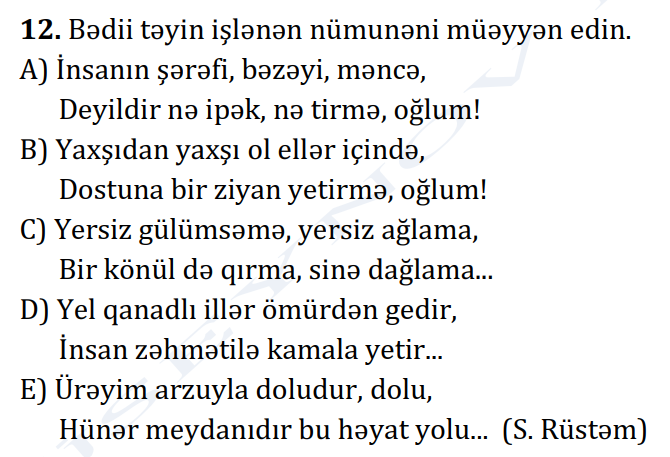 12. Bədii təyin işlənən nümunəni müəyyən edin.
A) İnsanın şərəfi, bəzəyi, məncə,
Deyildir nə ipək, nə tirmə, oğlum!
B) Yaxşıdan yaxşı ol ellər içində,
Dostuna bir ziyan yetirmə, oğlum!
C) Yersiz gülümsəmə, yersiz ağlama,
Bir könül də qırma, sinə dağlama...
D) Yel qanadlı illər ömürdən gedir,
İnsan zəhmətilə kamala yetir...
E) Ürəyim arzuyla doludur, dolu,
Hünər meydanıdır bu həyat yolu... (S. Rüstəm)